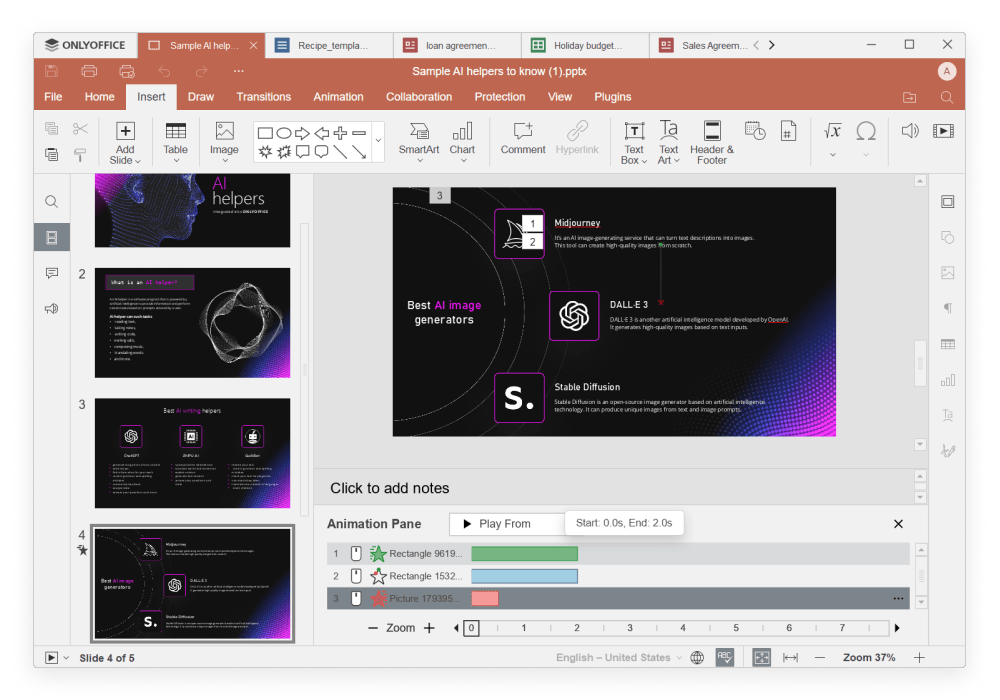 ONLYOFFICE
Sample AI help...
Recipe_templa...
loan agreemen...
Holiday budget...
Sales Agreem...
Sample AI helpers to know (1).pptx
A
File Home Insert Draw Transitions Animation Collaboration Protection View Plugins
Add Slide
Table
Image
SmartArt
Chart
Comment
Hyperlink
Text Box
Text Art
Header & Footer
AI
helpers
integrated into ONLYOFFICE
2
What is an AI helper?
3
Best AI writing helpers
ChatGPT
ZHIPU AI
4
Midjourney
DALL-E 3
Best AI image
generators
Stable Diffusion
S.
3
1
2
Midjourney
It's an AI image-generating service that can turn text descriptions into images.
This tool can create high-quality images from scratch.
Best AI image
generators
DALL-E 3
DALL-E 3 is another artificial intelligence model developed by OpenAI.
It generates high-quality images based on text inputs.
S.
Stable Diffusion
Stable Diffusion is an open-source image generator based on artificial intelligence
technology. It can produce unique images from text and image prompts.
Click to add notes
Animation Pane
Play From
Start: 0.0s, End: 2.0s
1 Rectangle 9619...
2 Rectangle 1532...
3 Picture 179395...
Zoom
0 1 2 3 4 5 6 7
Slide 4 of 5
English – United States
Zoom 37%